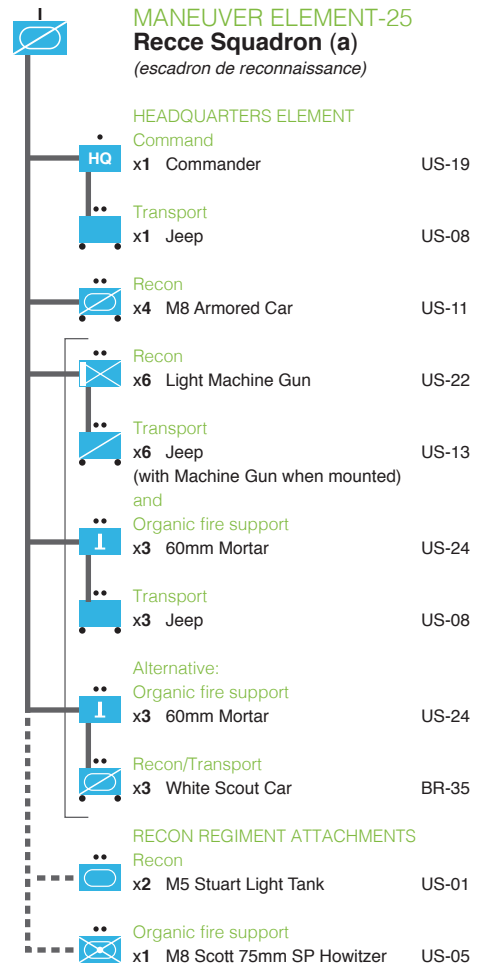 MANEUVER ELEMENT-25
Recce Squadron (a)
(escadron de reconnaissance)
HEADQUARTERS ELEMENT
Command
HQ x1 Commander US-19
Transport
x1 Jeep US-08
Recon
x4 M8 Armored Car US-11
Recon
x6 Light Machine Gun US-22
Transport
x6 Jeep US-13
(with Machine Gun when mounted)
and
Organic fire support
x3 60mm Mortar US-24
Transport
x3 Jeep US-08
Alternative:
Organic fire support
x3 60mm Mortar US-24
Recon/Transport
x3 White Scout Car BR-35
RECON REGIMENT ATTACHMENTS
Recon
x2 M5 Stuart Light Tank US-01
Organic fire support
x1 M8 Scott 75mm SP Howitzer US-05